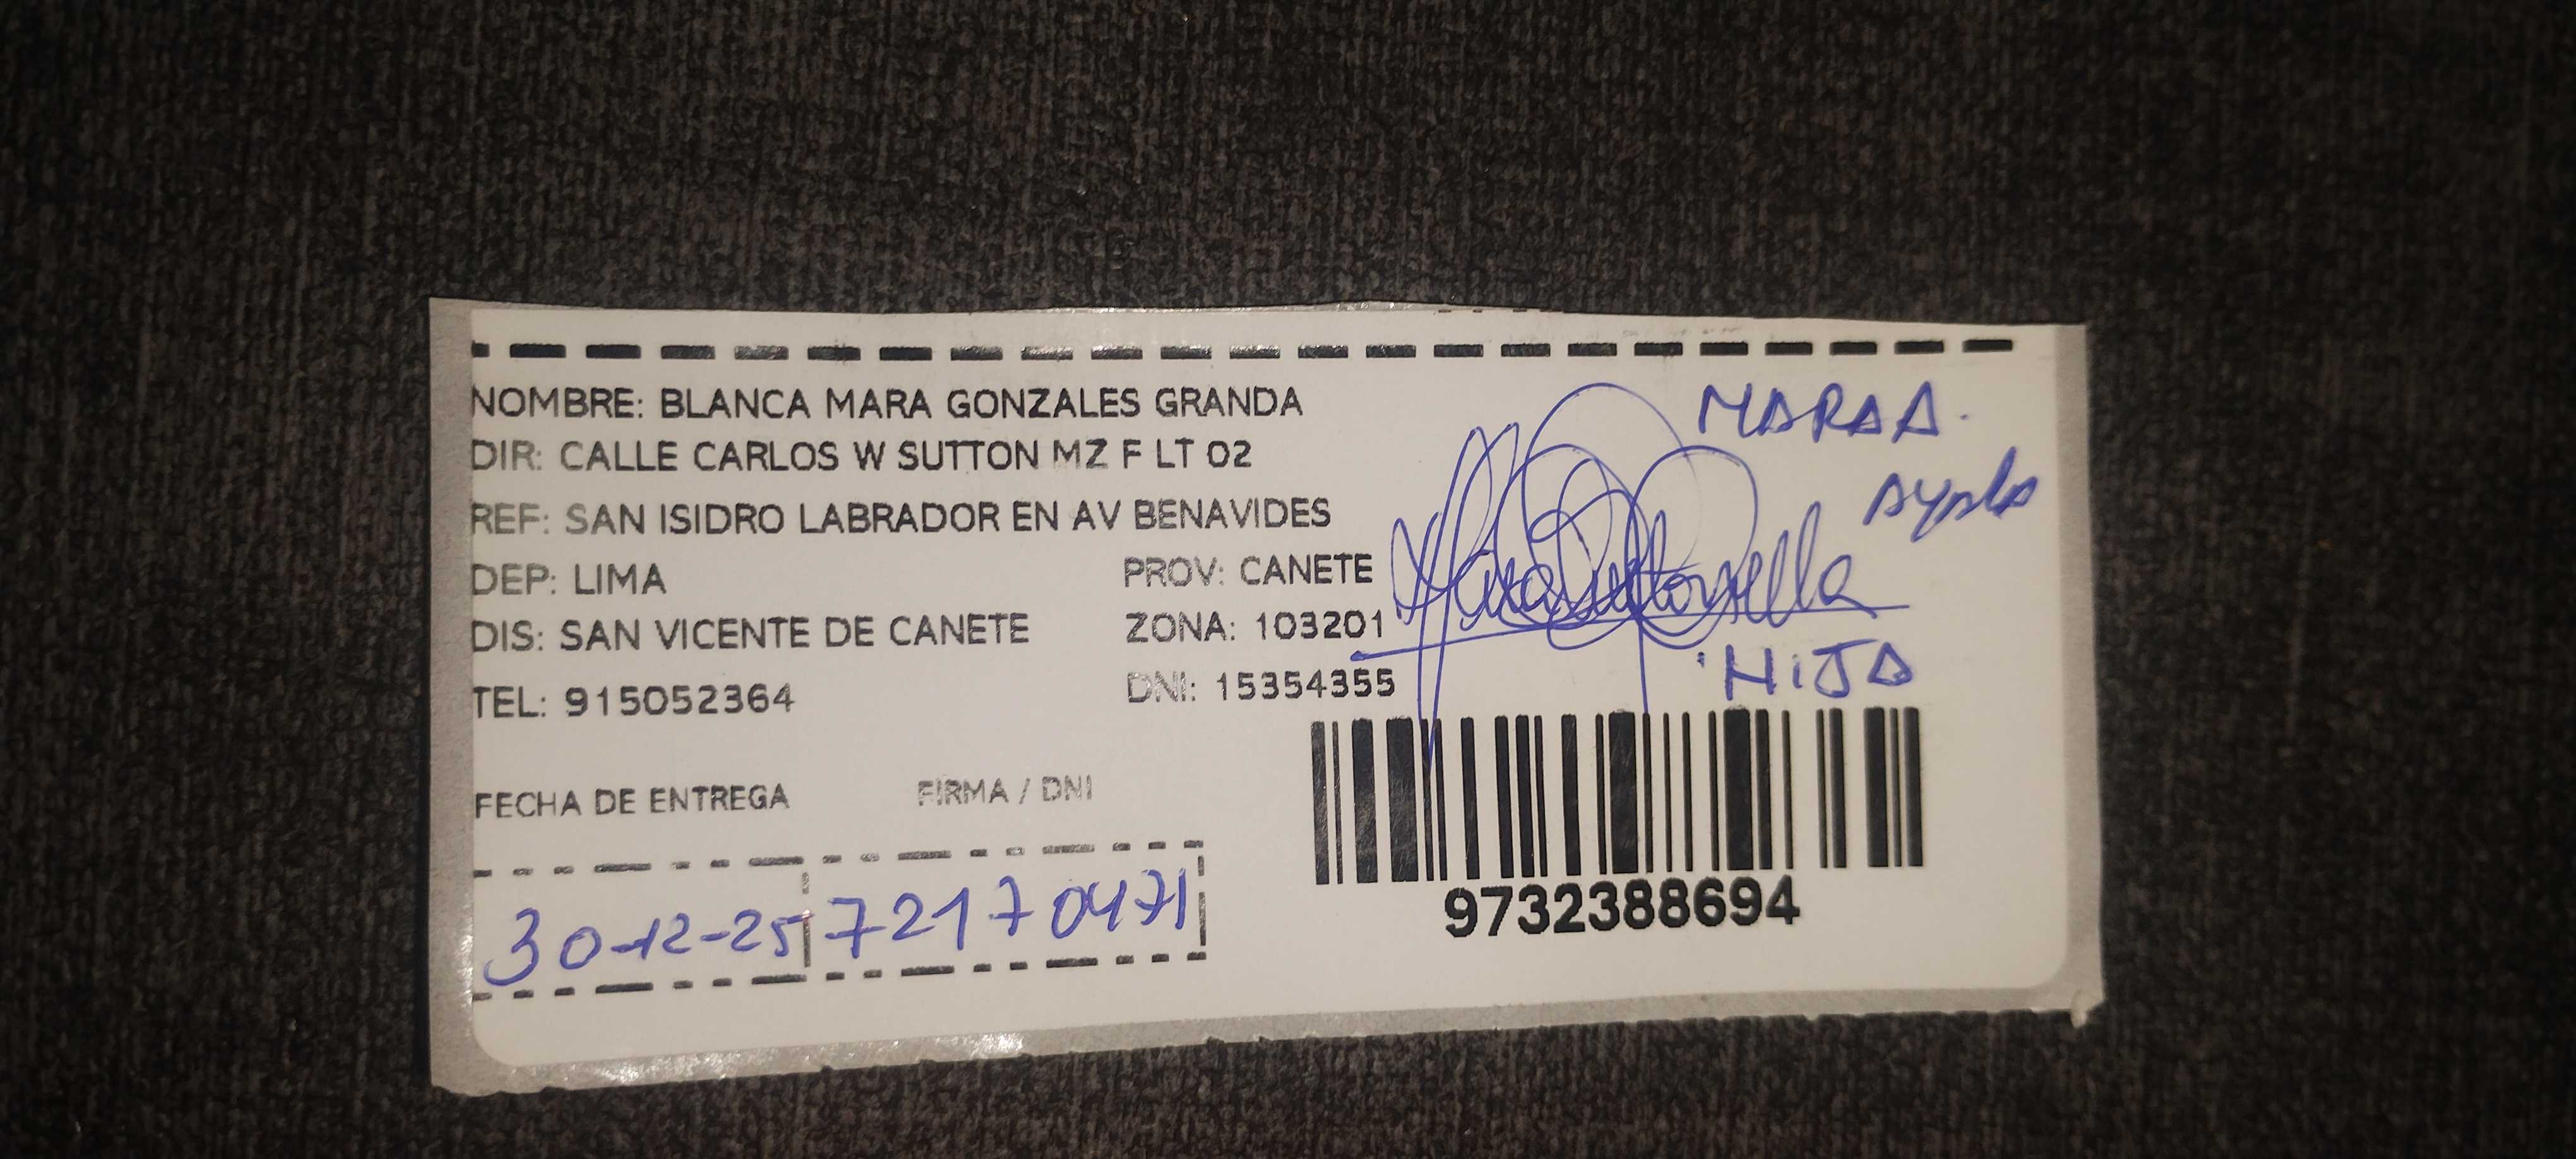 NOMBRE: BLANCA MARA GONZALES GRANDA
DIR: CALLE CARLOS W SUTTON MZ F LT 02
REF: SAN ISIDRO LABRADOR EN AV BENAVIDES
DEP: LIMA PROV: CANETE
DIS: SAN VICENTE DE CANETE ZONA: 103201
TEL: 915052364 DNI: 15354355
MARA A.
Ayala
HIJA
FECHA DE ENTREGA FIRMA / DNI
30-12-25 72170471
9732388694